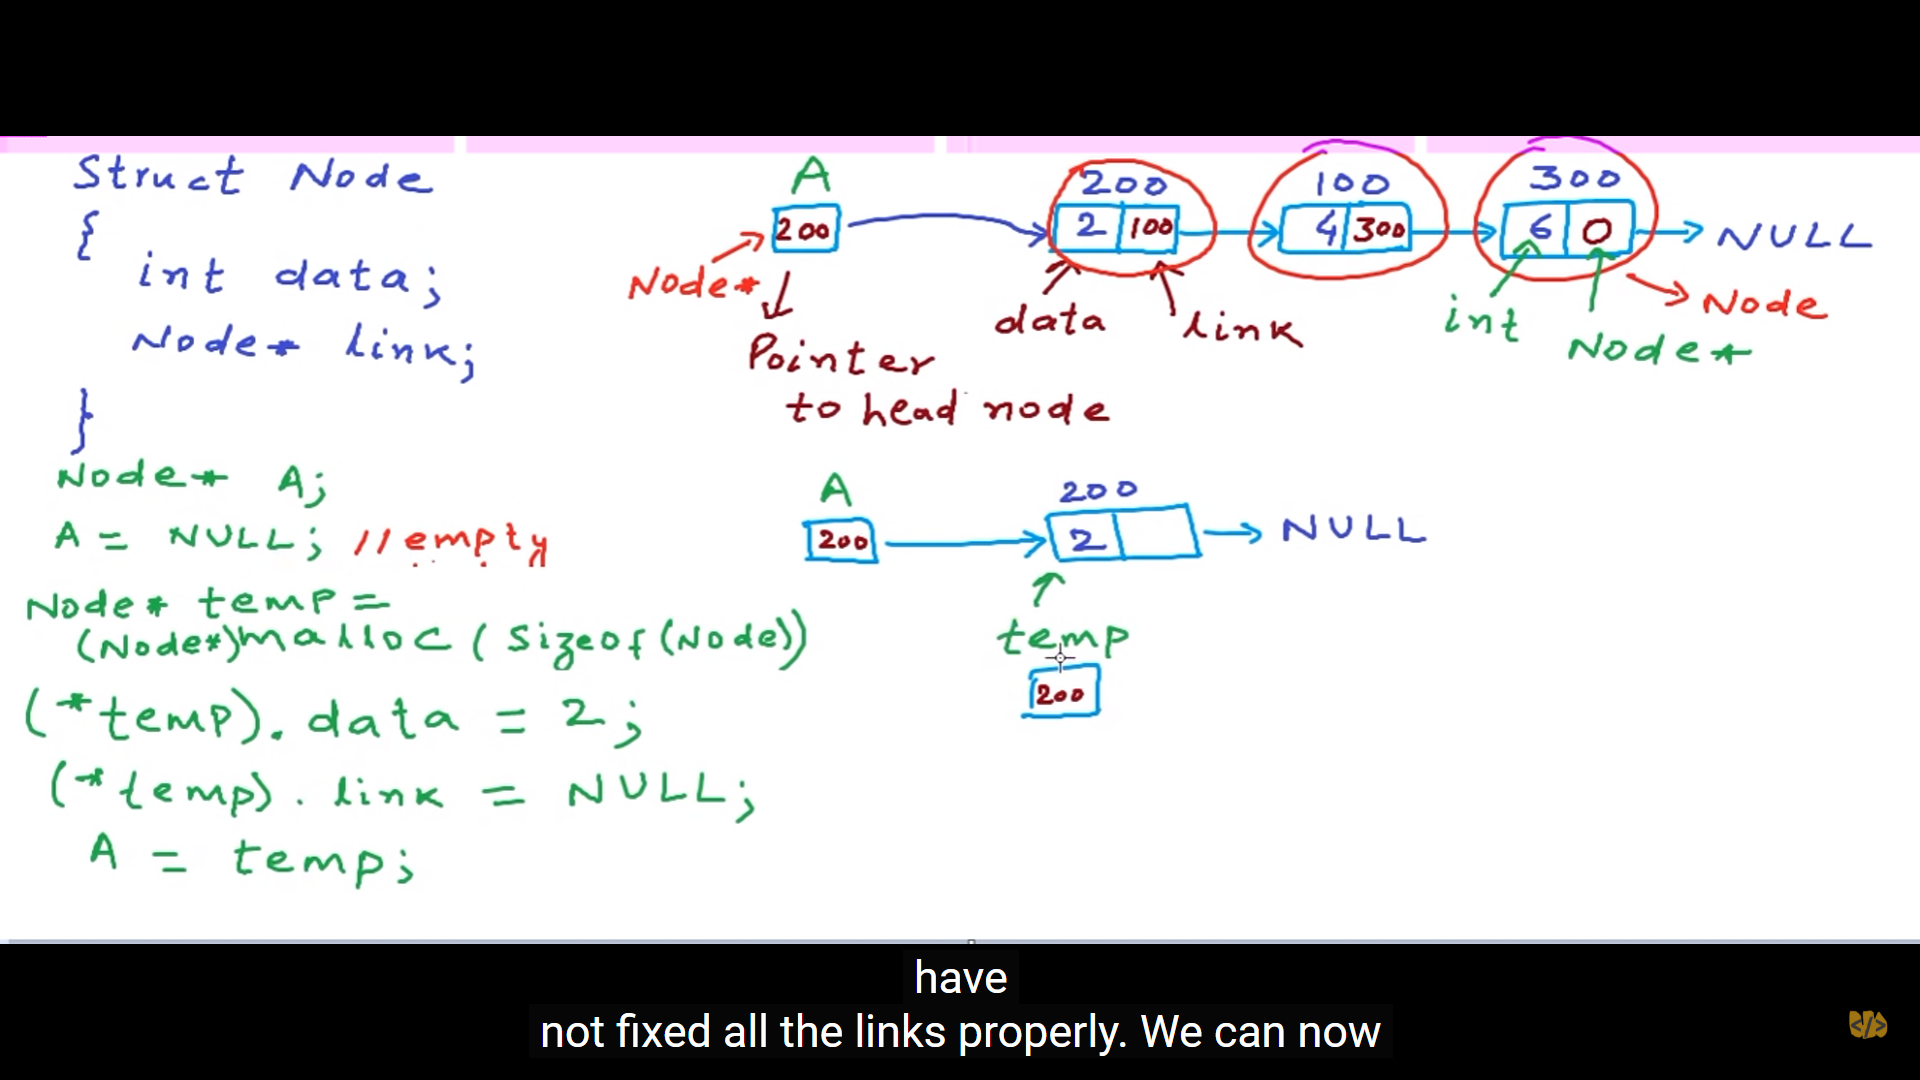 Struct Node
{
int data;
Node* link;
}
Node* A;
A = NULL; // empty
Node* temp =
(Node*)malloc(sizeof(Node))
(*temp).data = 2;
(*temp).link = NULL;
A = temp;
A
200
200
2 100
100
4 300
300
6 0
NULL
Node*
Pointer
to head node
data
link
int
Node*
Node
A
200
200
2
NULL
temp
200
have
not fixed all the links properly. We can now